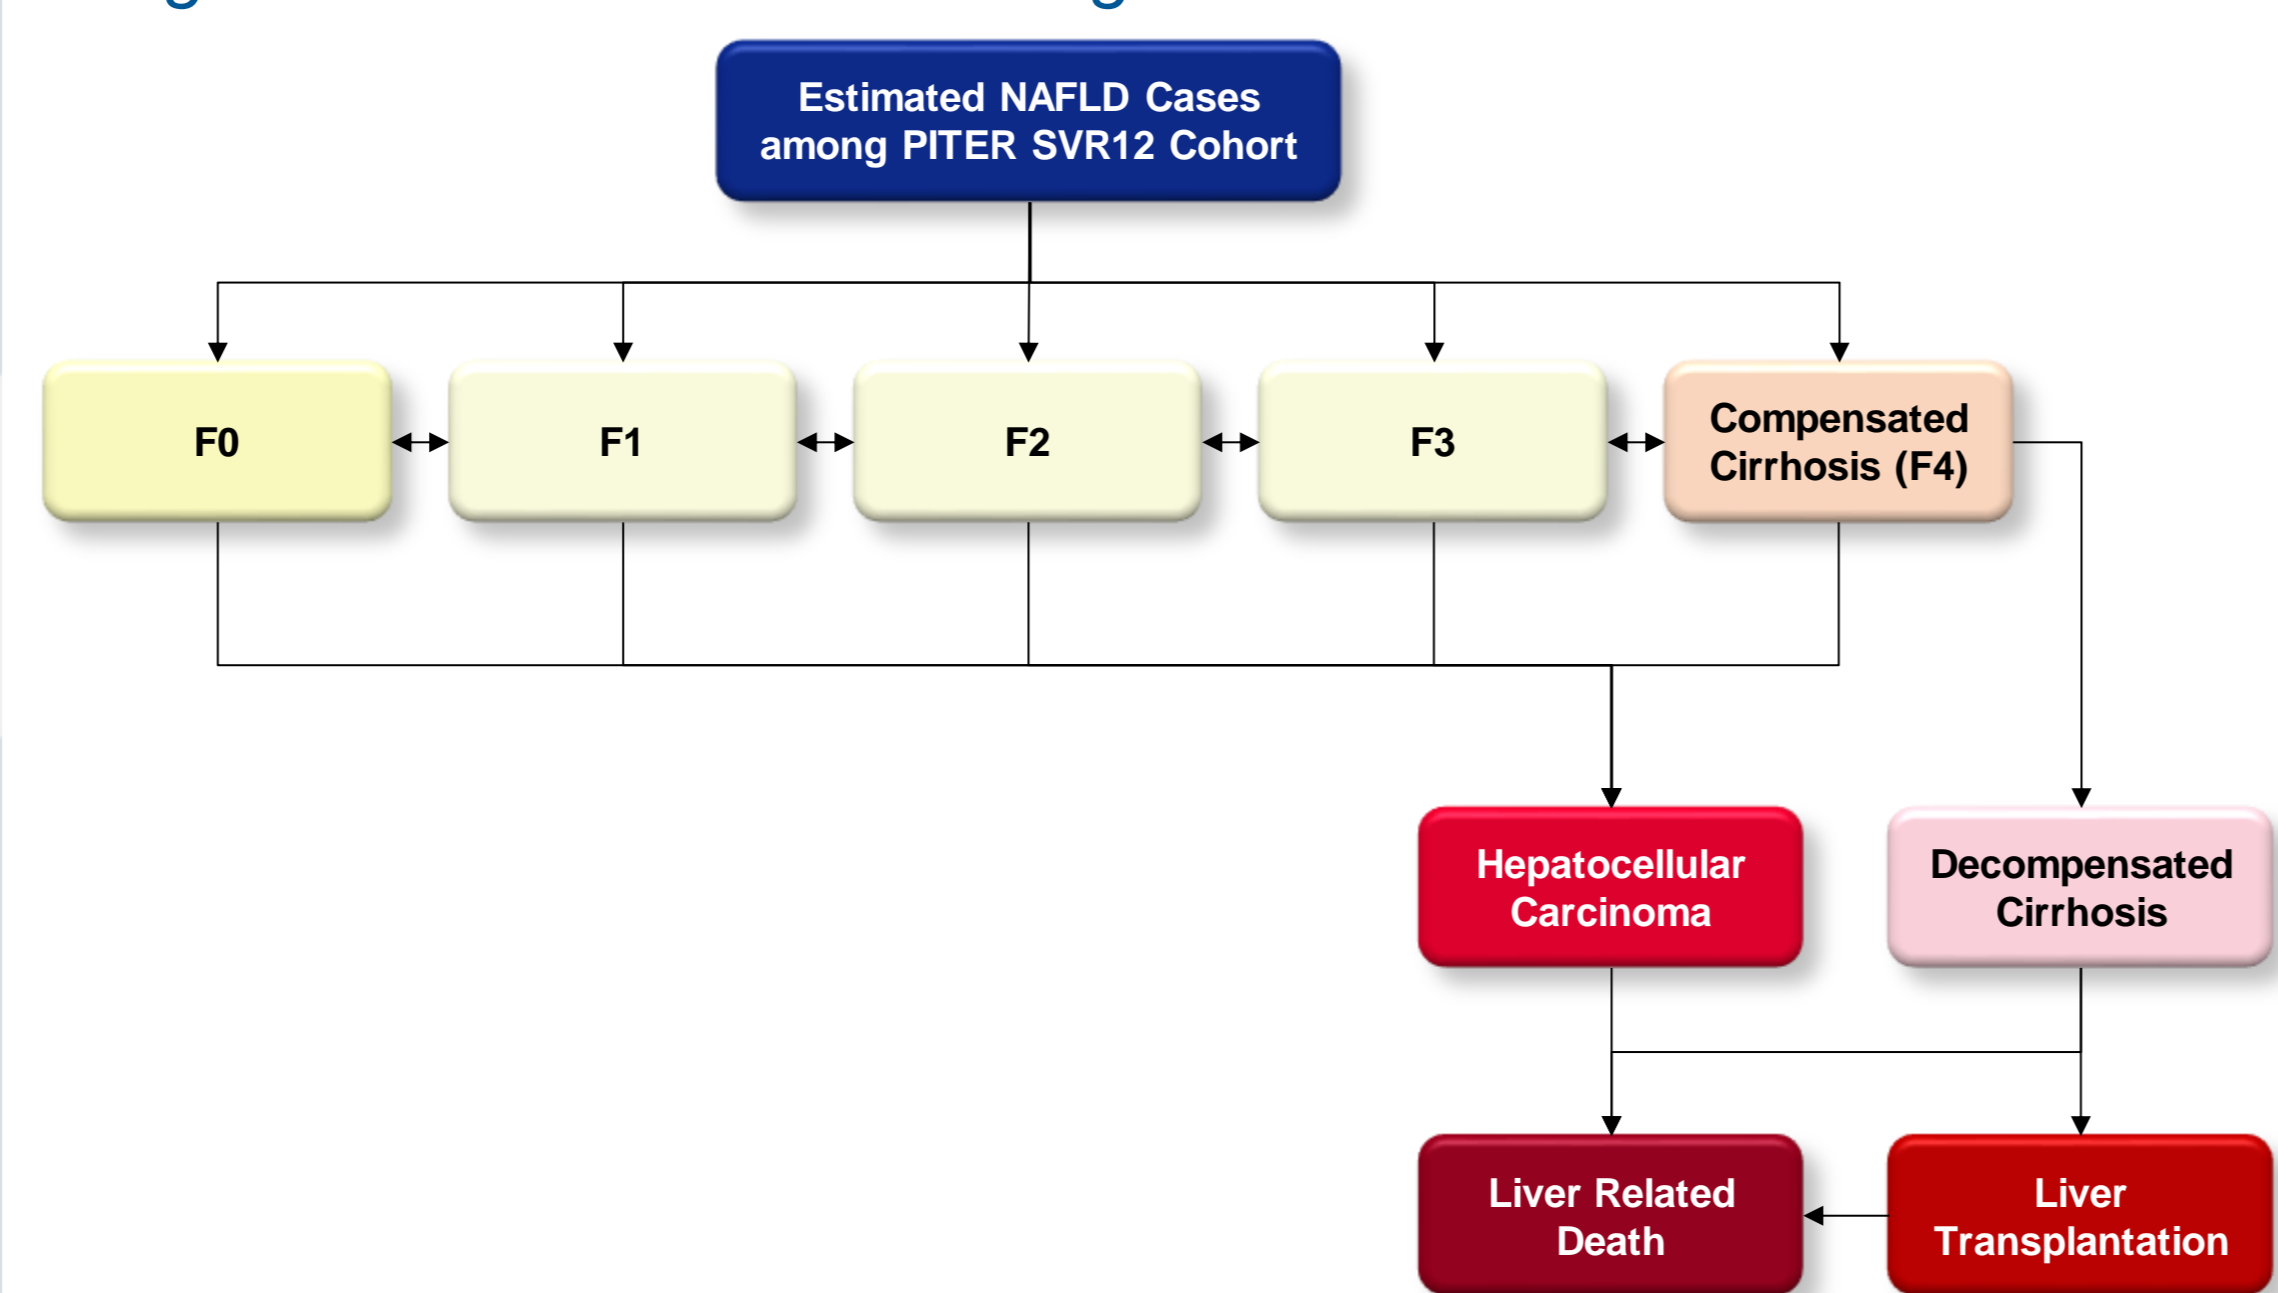 Estimated NAFLD Cases
among PITER SVR12 Cohort
F0
F1
F2
F3
Compensated
Cirrhosis (F4)
Hepatocellular
Carcinoma
Decompensated
Cirrhosis
Liver Related
Death
Liver
Transplantation